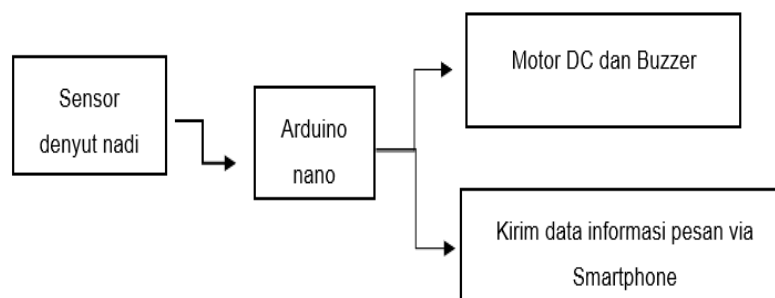 Sensor
denyut nadi
Arduino
nano
Motor DC dan Buzzer
Kirim data informasi pesan via
Smartphone